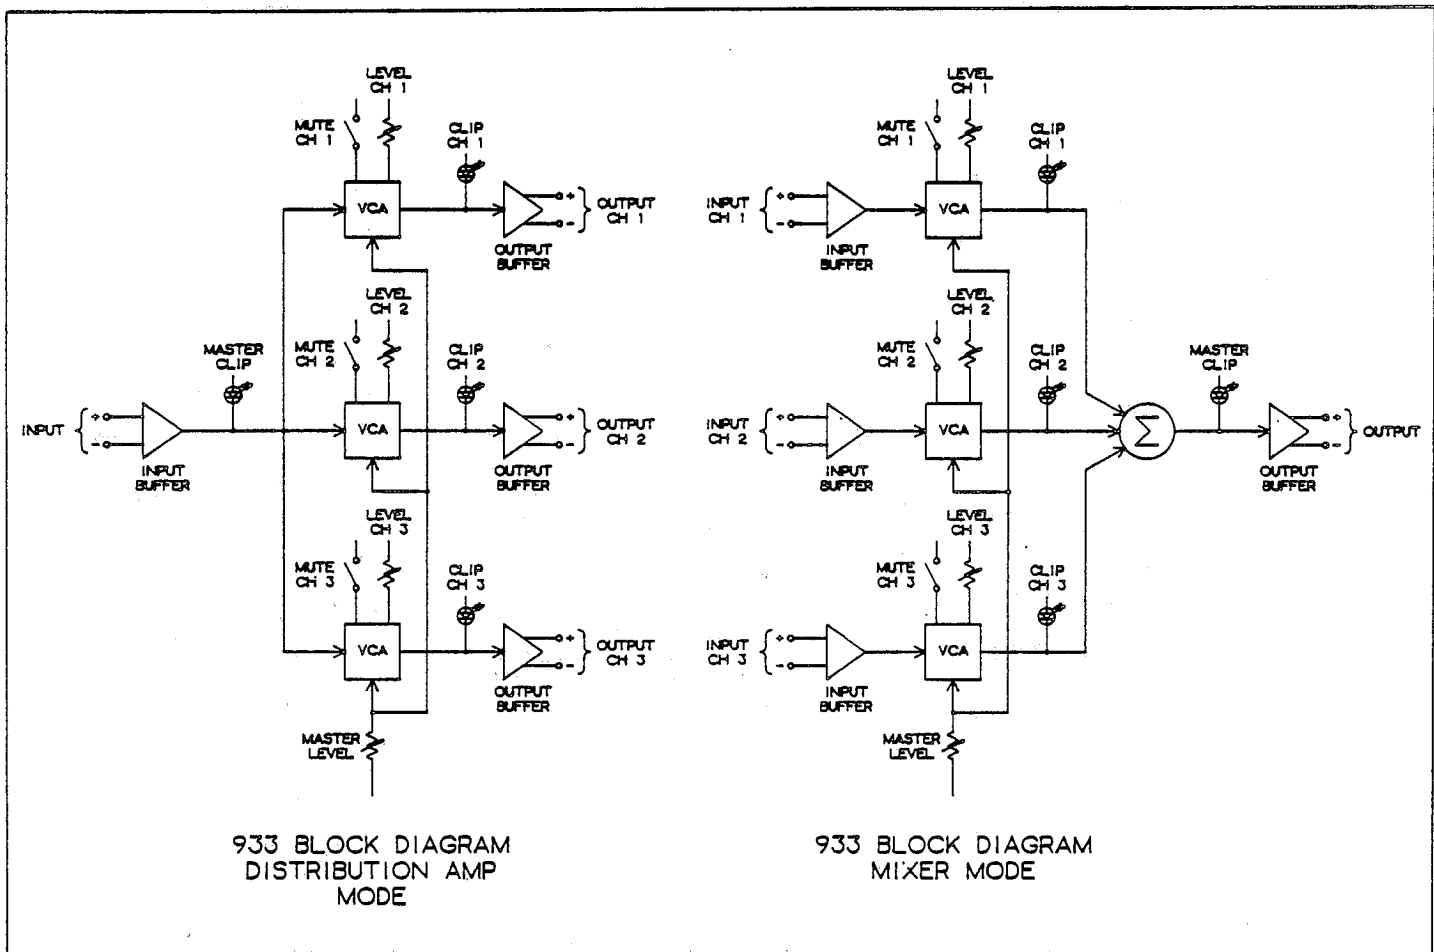 LEVEL
CH 1
MUTE
CH 1
CLIP
CH 1
VCA
+
-
OUTPUT
CH 1
OUTPUT
BUFFER
LEVEL
CH 2
MUTE
CH 2
CLIP
CH 2
MASTER
CLIP
INPUT
+
-
INPUT
BUFFER
VCA
+
-
OUTPUT
CH 2
OUTPUT
BUFFER
LEVEL
CH 3
MUTE
CH 3
CLIP
CH 3
VCA
+
-
OUTPUT
CH 3
OUTPUT
BUFFER
MASTER
LEVEL
933 BLOCK DIAGRAM
DISTRIBUTION AMP
MODE
LEVEL
CH 1
MUTE
CH 1
CLIP
CH 1
INPUT
CH 1
+
-
INPUT
BUFFER
VCA
LEVEL
CH 2
MUTE
CH 2
CLIP
CH 2
INPUT
CH 2
+
-
INPUT
BUFFER
VCA
Σ
MASTER
CLIP
+
-
OUTPUT
OUTPUT
BUFFER
LEVEL
CH 3
MUTE
CH 3
CLIP
CH 3
INPUT
CH 3
+
-
INPUT
BUFFER
VCA
MASTER
LEVEL
933 BLOCK DIAGRAM
MIXER MODE